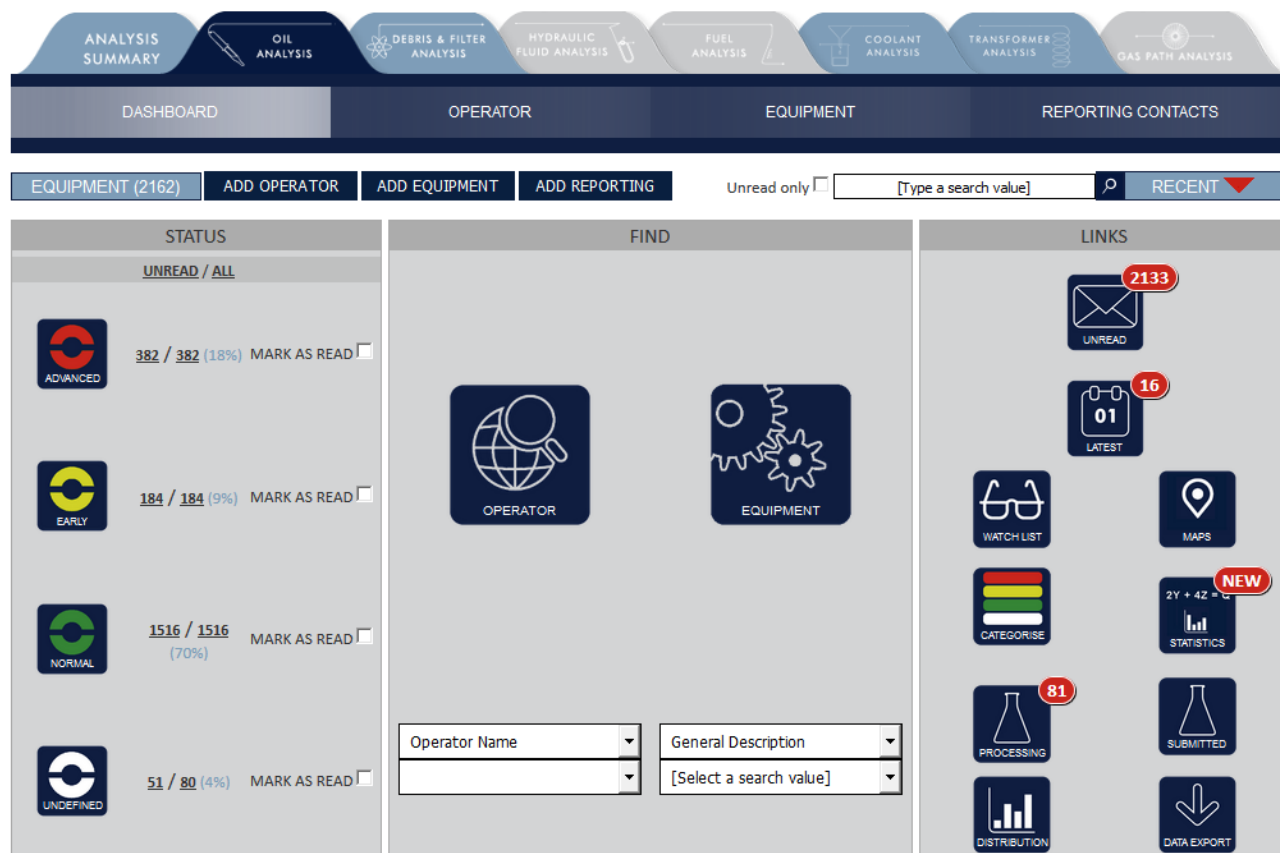 ANALYSIS
SUMMARY
OIL
ANALYSIS
DEBRIS & FILTER
ANALYSIS
HYDRAULIC
FLUID ANALYSIS
FUEL
ANALYSIS
COOLANT
ANALYSIS
TRANSFORMER
ANALYSIS
GAS PATH ANALYSIS
DASHBOARD
OPERATOR
EQUIPMENT
REPORTING CONTACTS
EQUIPMENT (2162)
ADD OPERATOR
ADD EQUIPMENT
ADD REPORTING
Unread only
[Type a search value]
RECENT
STATUS
UNREAD / ALL
ADVANCED
382 / 382 (18%)
MARK AS READ
EARLY
184 / 184 (9%)
MARK AS READ
NORMAL
1516 / 1516
(70%)
MARK AS READ
UNDEFINED
51 / 80 (4%)
MARK AS READ
FIND
OPERATOR
EQUIPMENT
Operator Name
General Description
[Select a search value]
LINKS
2133
UNREAD
16
01
LATEST
WATCH LIST
MAPS
CATEGORISE
NEW
2Y + 4Z =
STATISTICS
81
PROCESSING
SUBMITTED
DISTRIBUTION
DATA EXPORT